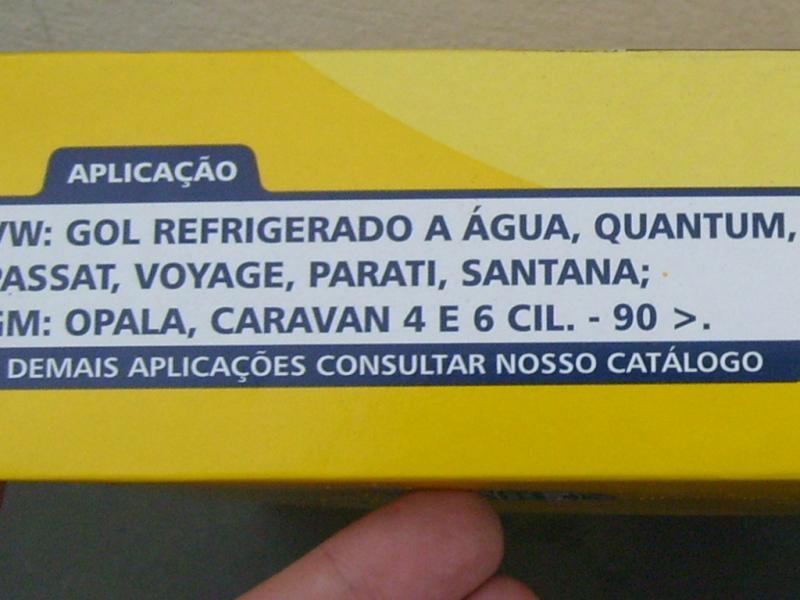 APLICAÇÃO
VW: GOL REFRIGERADO A ÁGUA, QUANTUM,
PASSAT, VOYAGE, PARATI, SANTANA;
GM: OPALA, CARAVAN 4 E 6 CIL. - 90 >.
DEMAIS APLICAÇÕES CONSULTAR NOSSO CATÁLOGO